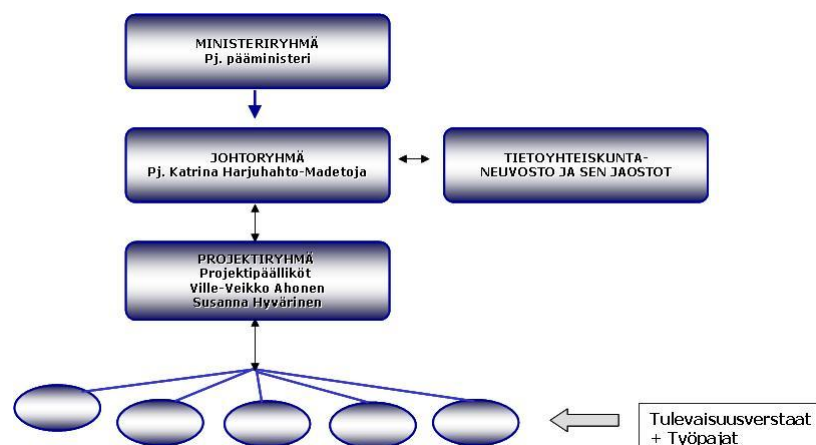 MINISTERIRYHMÄ
Pj. pääministeri
JOHTORYHMÄ
Pj. Katrina Harjuhahto-Madetoja
TIETOYHTEISKUNTA-
NEUVOSTO JA SEN JAOSTOT
PROJEKTIRYHMÄ
Projektipäälliköt
Ville-Veikko Ahonen
Susanna Hyvärinen
Tulevaisuusverstaat
+ Työpajat